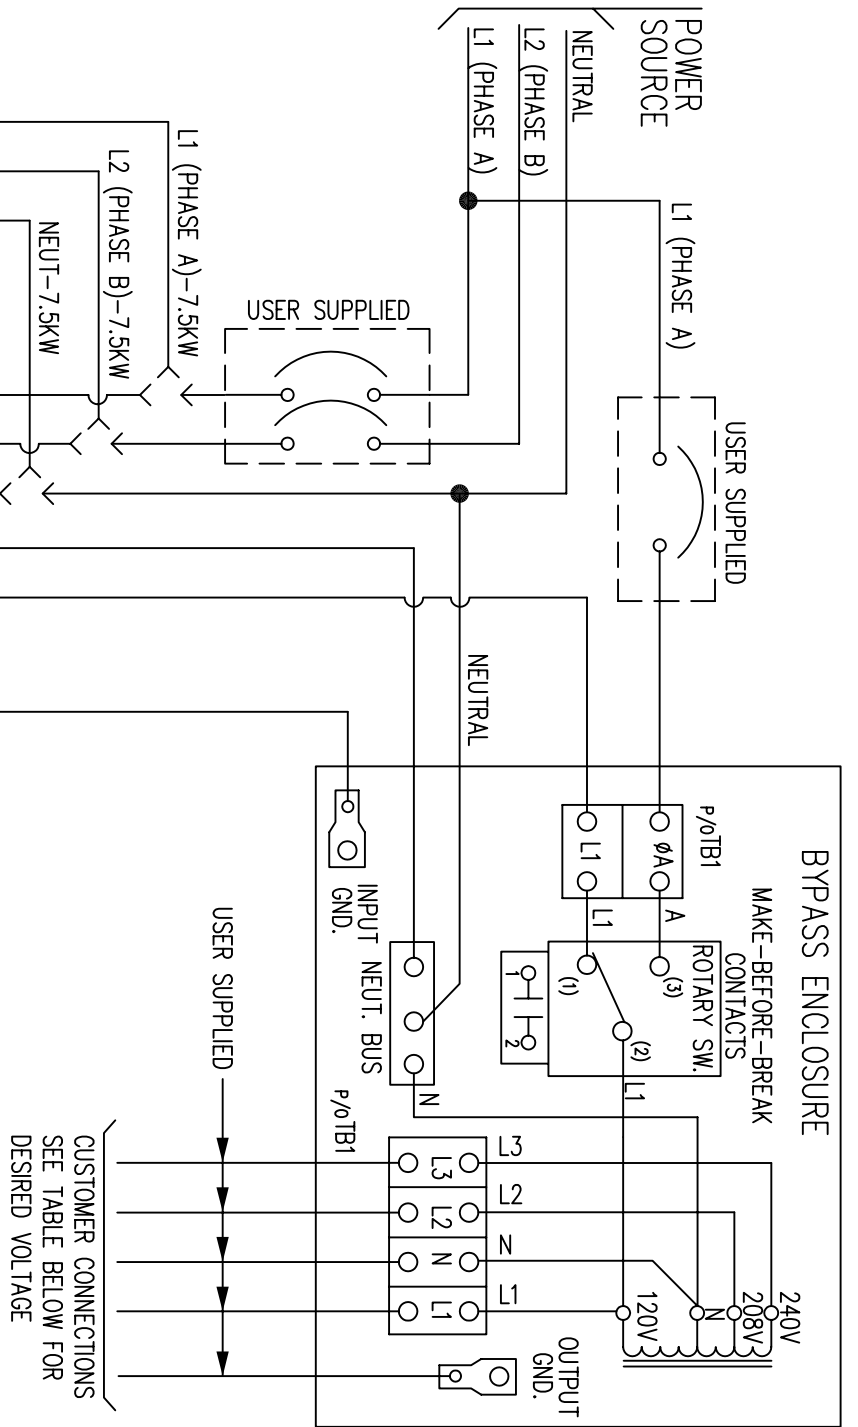 POWER
SOURCE
NEUTRAL
L2 (PHASE B)
L1 (PHASE A)
L1 (PHASE A)
L1 (PHASE A)-7.5KW
L2 (PHASE B)-7.5KW
NEUT-7.5KW
USER SUPPLIED
USER SUPPLIED
NEUTRAL
BYPASS ENCLOSURE
MAKE-BEFORE-BREAK
CONTACTS
ROTARY SW.
P/oTB1
ØA
L1
A
L1
(3)
(1)
(2)
1
2
L1
INPUT NEUT. BUS
GND.
N
P/oTB1
L3
L2
N
L1
L3
L2
N
L1
240V
208V
N
120V
OUTPUT
GND.
USER SUPPLIED
CUSTOMER CONNECTIONS
SEE TABLE BELOW FOR
DESIRED VOLTAGE